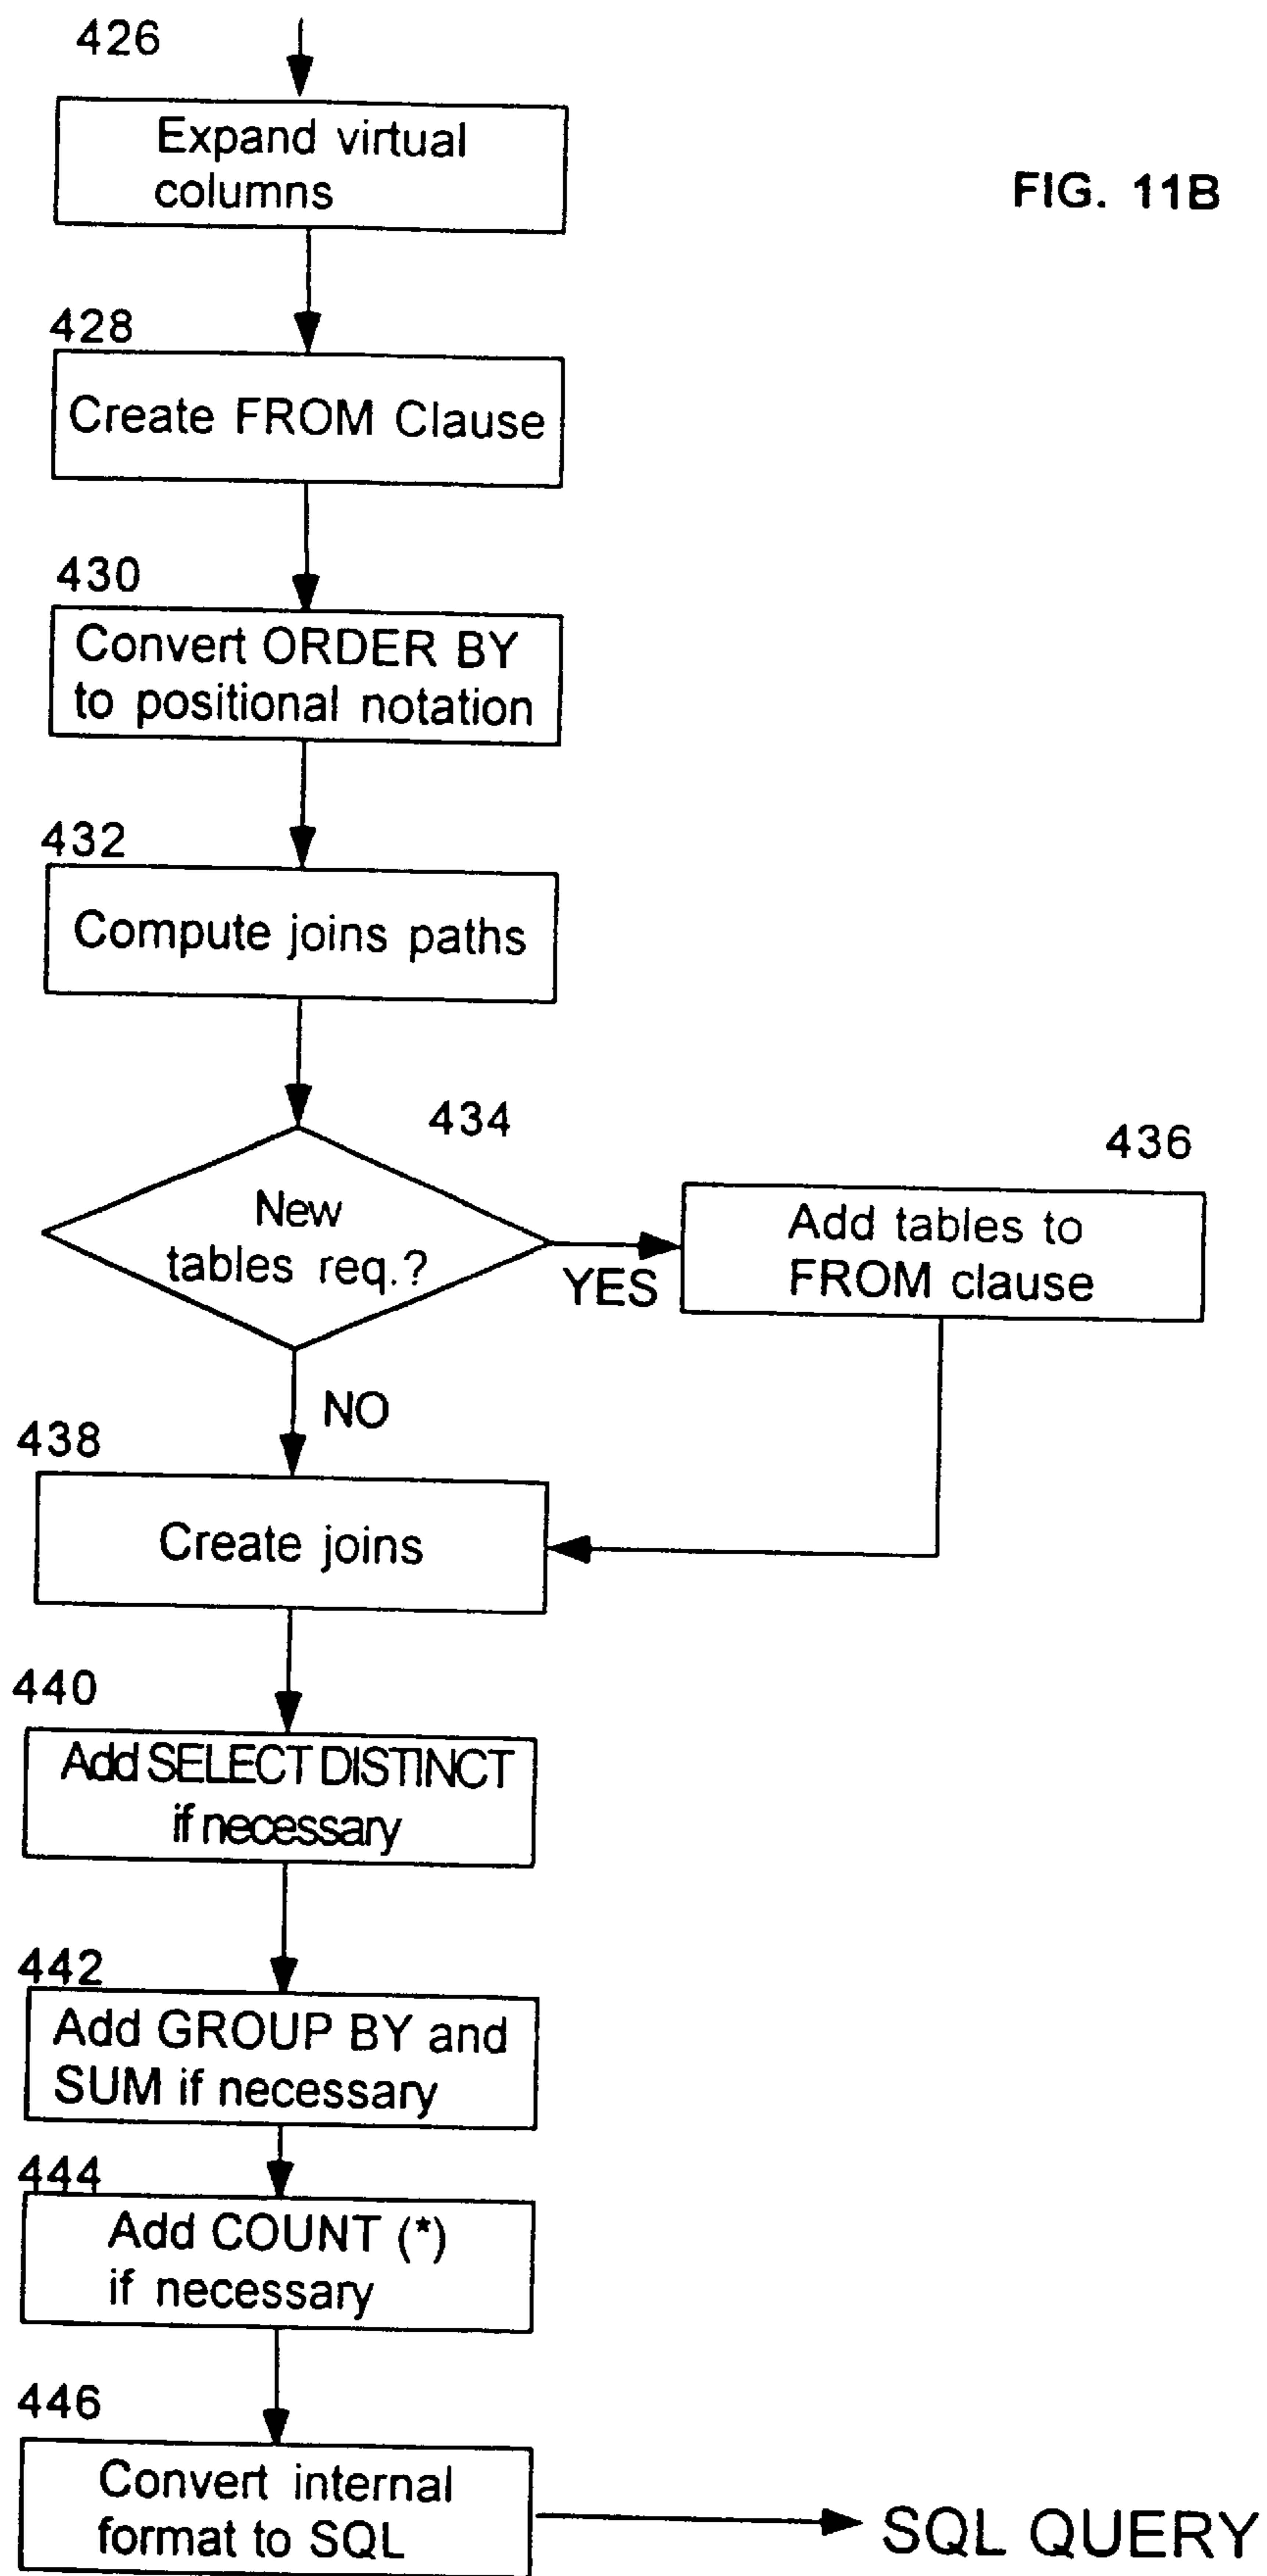 426
Expand virtual
columns
FIG. 11B
428
Create FROM Clause
430
Convert ORDER BY
to positional notation
432
Compute joins paths
434
New
tables req.?
YES
436
Add tables to
FROM clause
NO
438
Create joins
440
Add SELECT DISTINCT
if necessary
442
Add GROUP BY and
SUM if necessary
444
Add COUNT (*)
if necessary
446
Convert internal
format to SQL
SQL QUERY